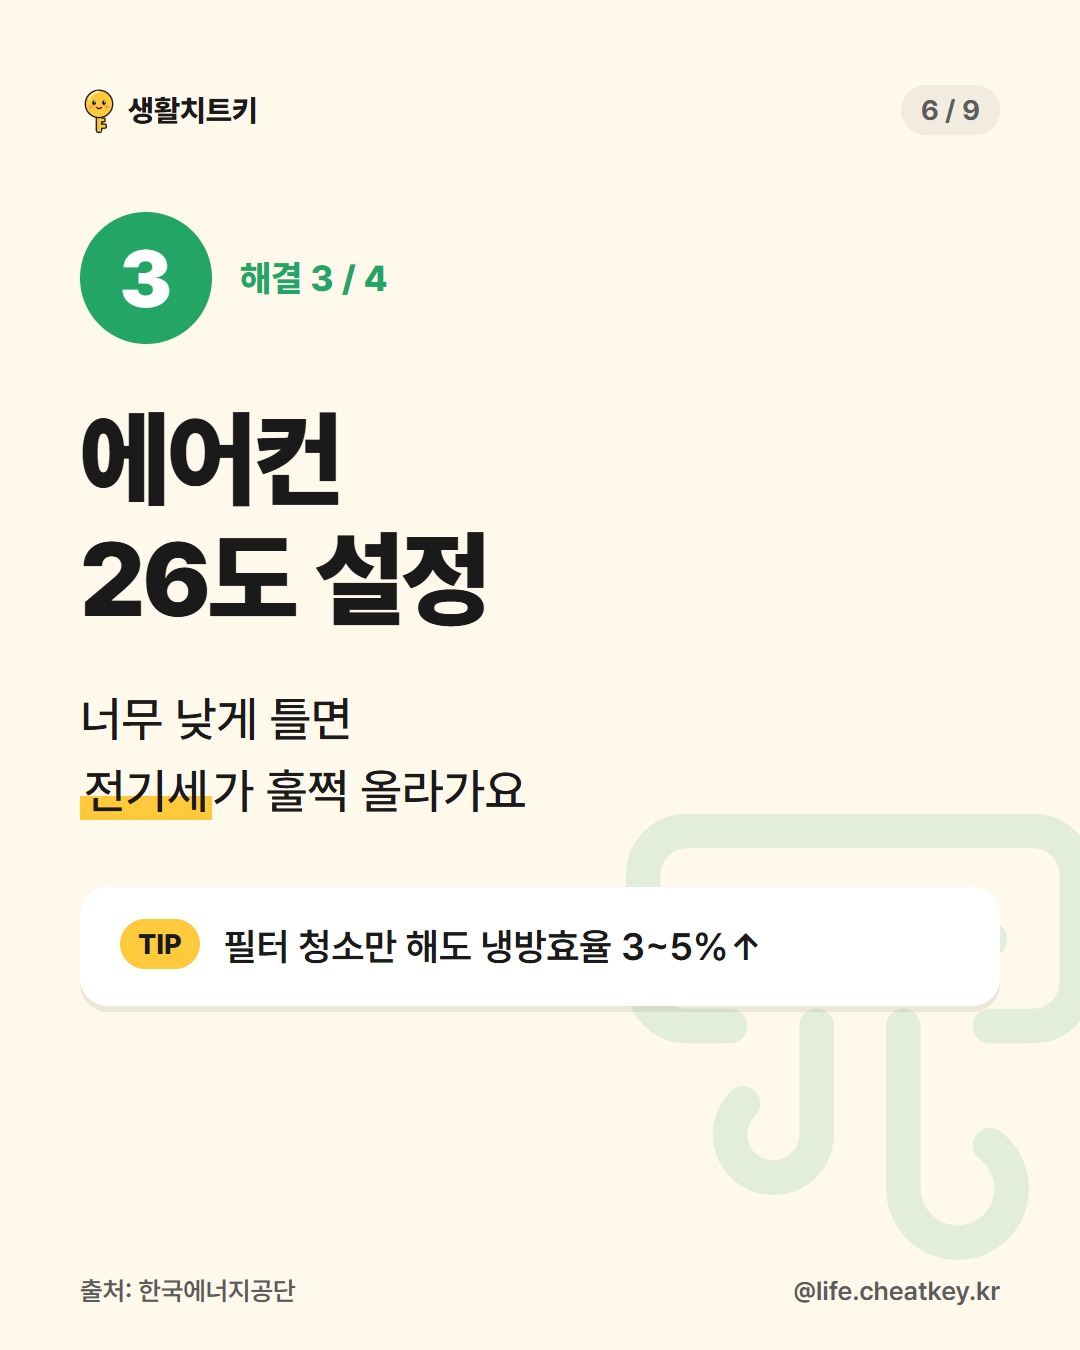 생활치트키
6 / 9
3
해결 3 / 4
에어컨
26도 설정
너무 낮게 틀면
전기세가 훌쩍 올라가요
TIP 필터 청소만 해도 냉방효율 3~5%↑
출처: 한국에너지공단
@life.cheatkey.kr